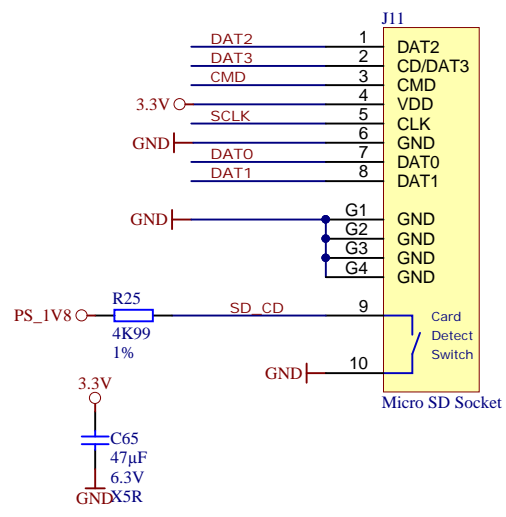 J11
DAT2 1 DAT2
DAT3 2 CD/DAT3
CMD 3 CMD
3.3V 4 VDD
SCLK 5 CLK
GND 6 GND
DAT0 7 DAT0
DAT1 8 DAT1
GND G1 GND
G2 GND
G3 GND
G4 GND
R25
PS_1V8 SD_CD 9 Card
4K99 Detect
1% Switch
GND 10
3.3V Micro SD Socket
C65
47µF
6.3V
GND X5R